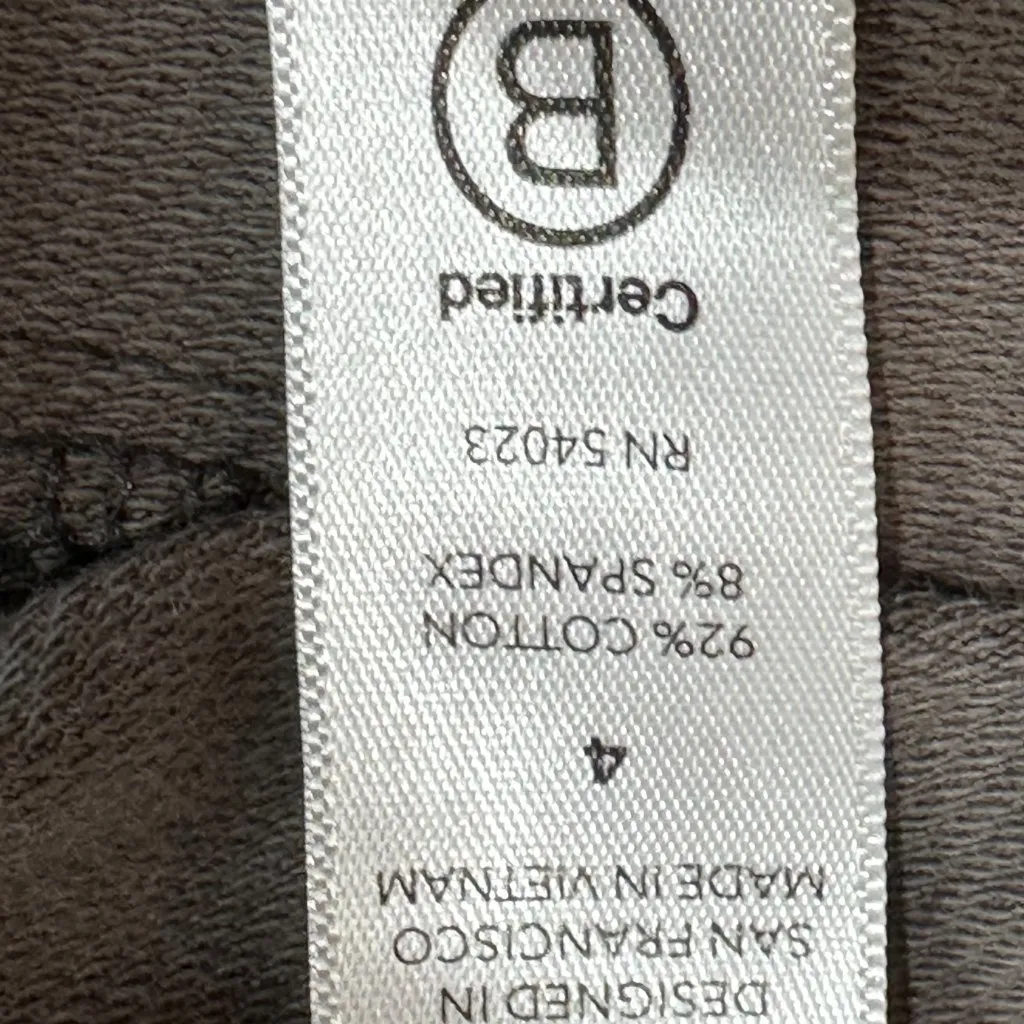 DESIGNED IN
SAN FRANCISCO
MADE IN VIETNAM
4
92% COTTON
8% SPANDEX
RN 54023
Certified
B